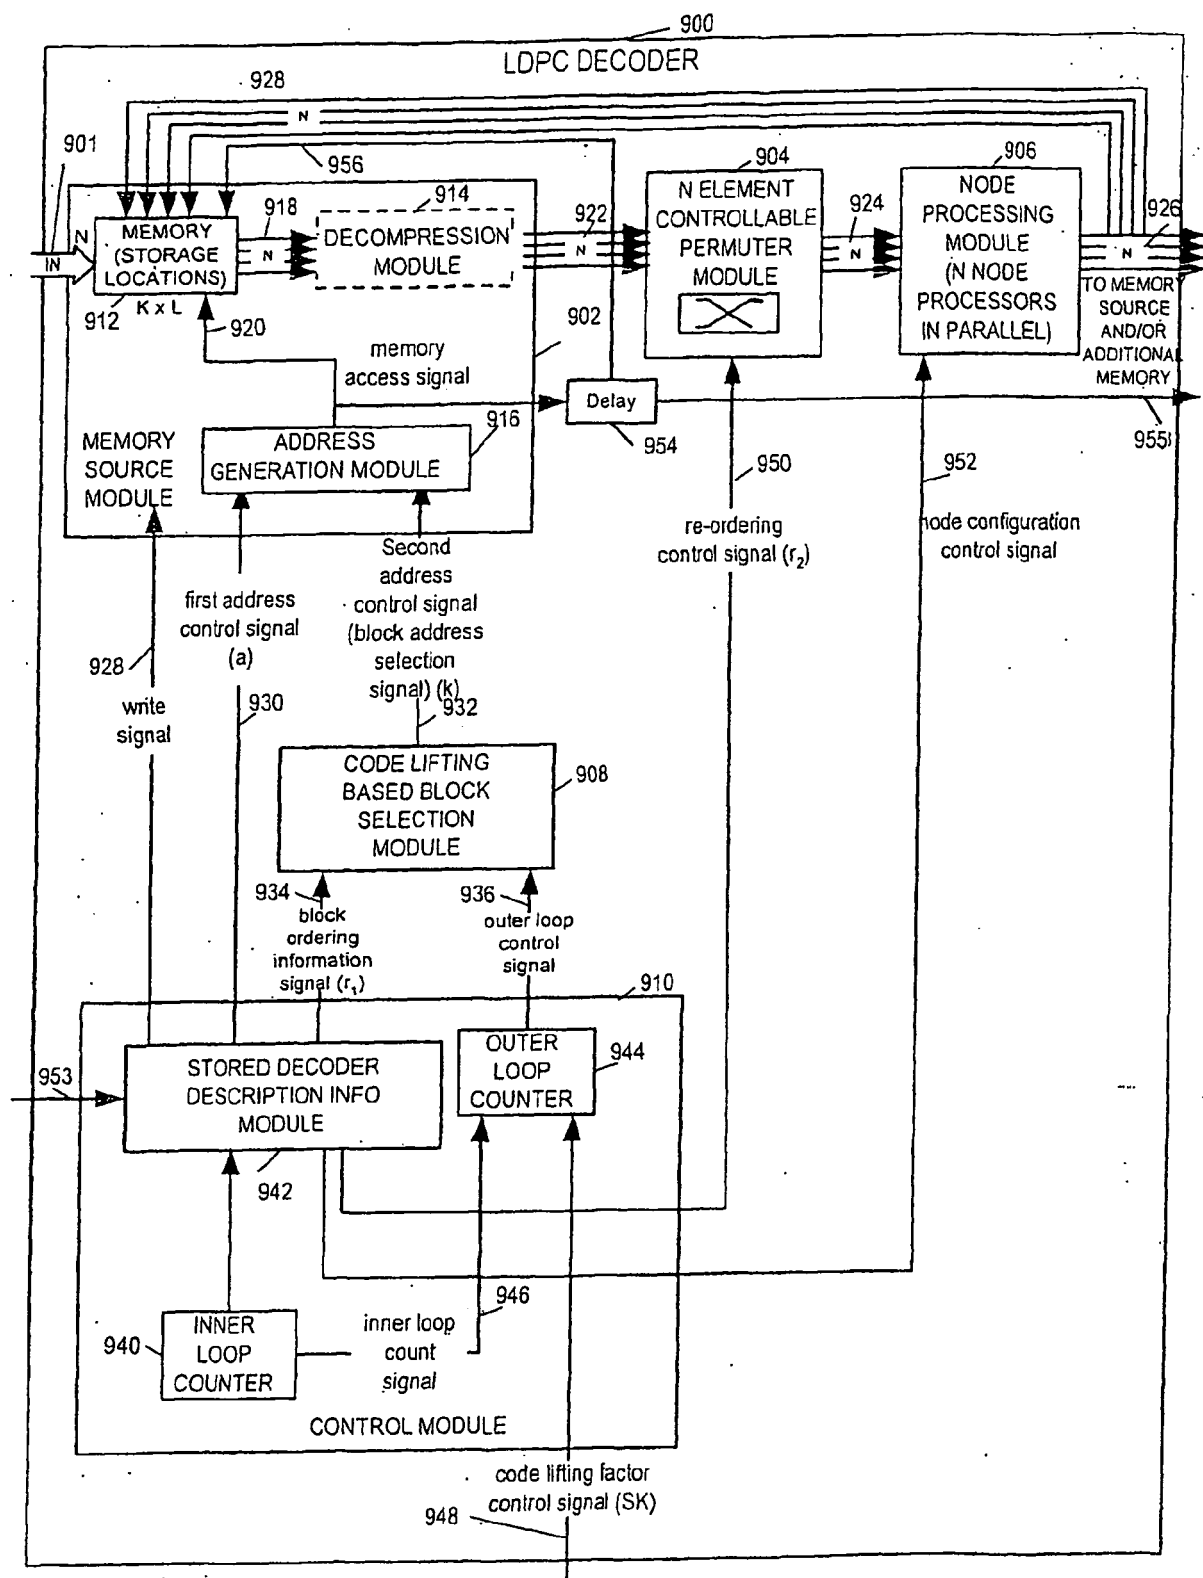 900
LDPC DECODER
928
N
901
956
904
906
914
918
922
924
926
N
IN
MEMORY
(STORAGE
LOCATIONS)
N
DECOMPRESSION
MODULE
N
N ELEMENT
CONTROLLABLE
PERMUTER
MODULE
N
NODE
PROCESSING
MODULE
(N NODE
PROCESSORS
IN PARALLEL)
N
TO MEMORY
SOURCE
AND/OR
ADDITIONAL
MEMORY
912
K x L
920
902
memory
access signal
Delay
954
955
916
MEMORY
SOURCE
MODULE
ADDRESS
GENERATION MODULE
950
952
re-ordering
control signal (r2)
node configuration
control signal
Second
address
control signal
(block address
selection
signal) (k)
first address
control signal
(a)
928
write
signal
930
932
CODE LIFTING
BASED BLOCK
SELECTION
MODULE
908
934
936
block
ordering
information
signal (r1)
outer loop
control
signal
910
953
STORED DECODER
DESCRIPTION INFO
MODULE
OUTER
LOOP
COUNTER
944
942
946
940
INNER
LOOP
COUNTER
inner loop
count
signal
CONTROL MODULE
code lifting factor
control signal (SK)
948